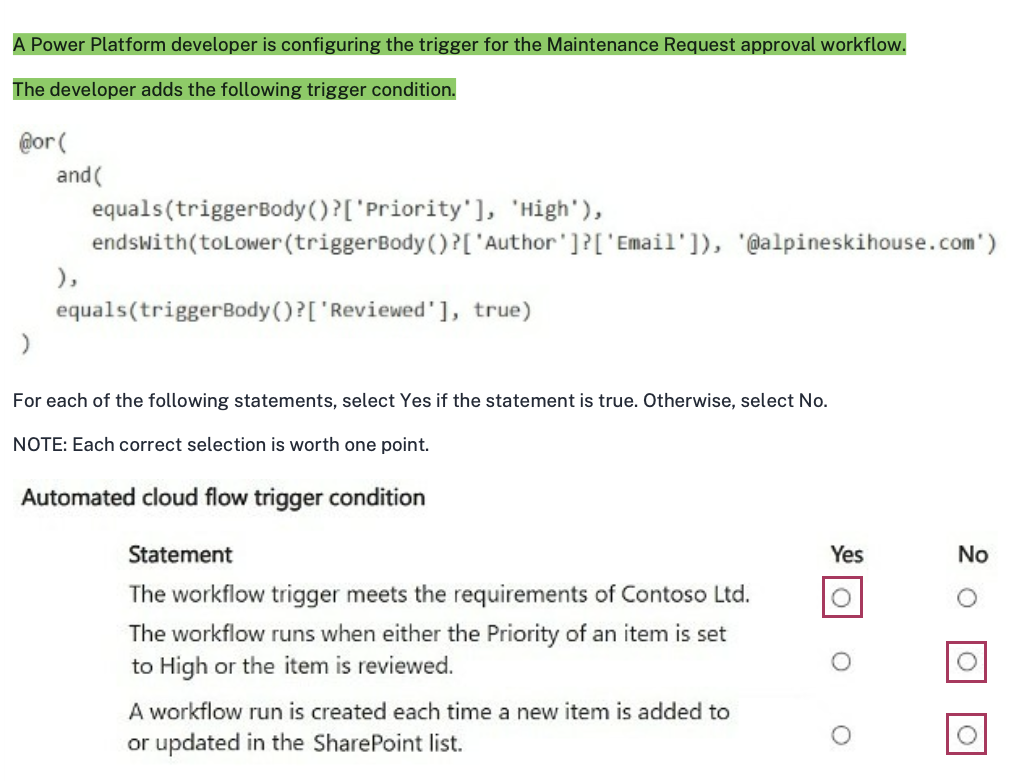 A Power Platform developer is configuring the trigger for the Maintenance Request approval workflow.
The developer adds the following trigger condition.
@or(
and(
equals(triggerBody()?['Priority'], 'High'),
endsWith(toLower(triggerBody()?['Author']?['Email']), '@alpineskihouse.com')
),
equals(triggerBody()?['Reviewed'], true)
)
For each of the following statements, select Yes if the statement is true. Otherwise, select No.
NOTE: Each correct selection is worth one point.
Automated cloud flow trigger condition
Statement Yes No
The workflow trigger meets the requirements of Contoso Ltd.
The workflow runs when either the Priority of an item is set
to High or the item is reviewed.
A workflow run is created each time a new item is added to
or updated in the SharePoint list.